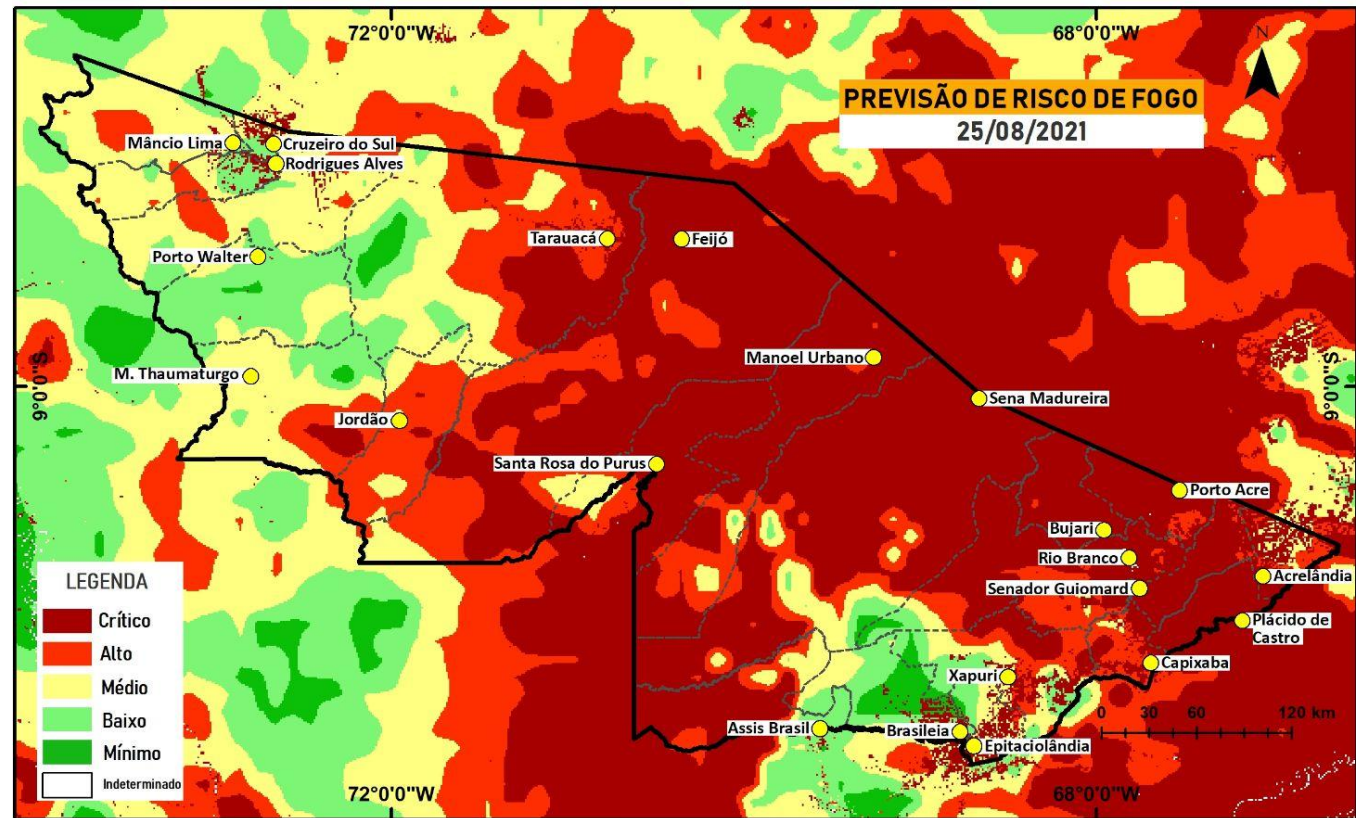 72°0'0"W
68°0'0"W
N
PREVISÃO DE RISCO DE FOGO
25/08/2021
Mâncio Lima
Cruzeiro do Sul
Rodrigues Alves
Tarauacá
Feijó
Porto Walter
Manoel Urbano
9°0'0"S
9°0'0"S
M. Thaumaturgo
Sena Madureira
Jordão
Santa Rosa do Purus
Porto Acre
Bujari
Rio Branco
Acrelândia
Senador Guiomard
Plácido de
Castro
Capixaba
Xapuri
Assis Brasil
Brasileia
Epitaciolândia
LEGENDA
Crítico
Alto
Médio
Baixo
Mínimo
Indeterminado
0 30 60 120 km
72°0'0"W
68°0'0"W